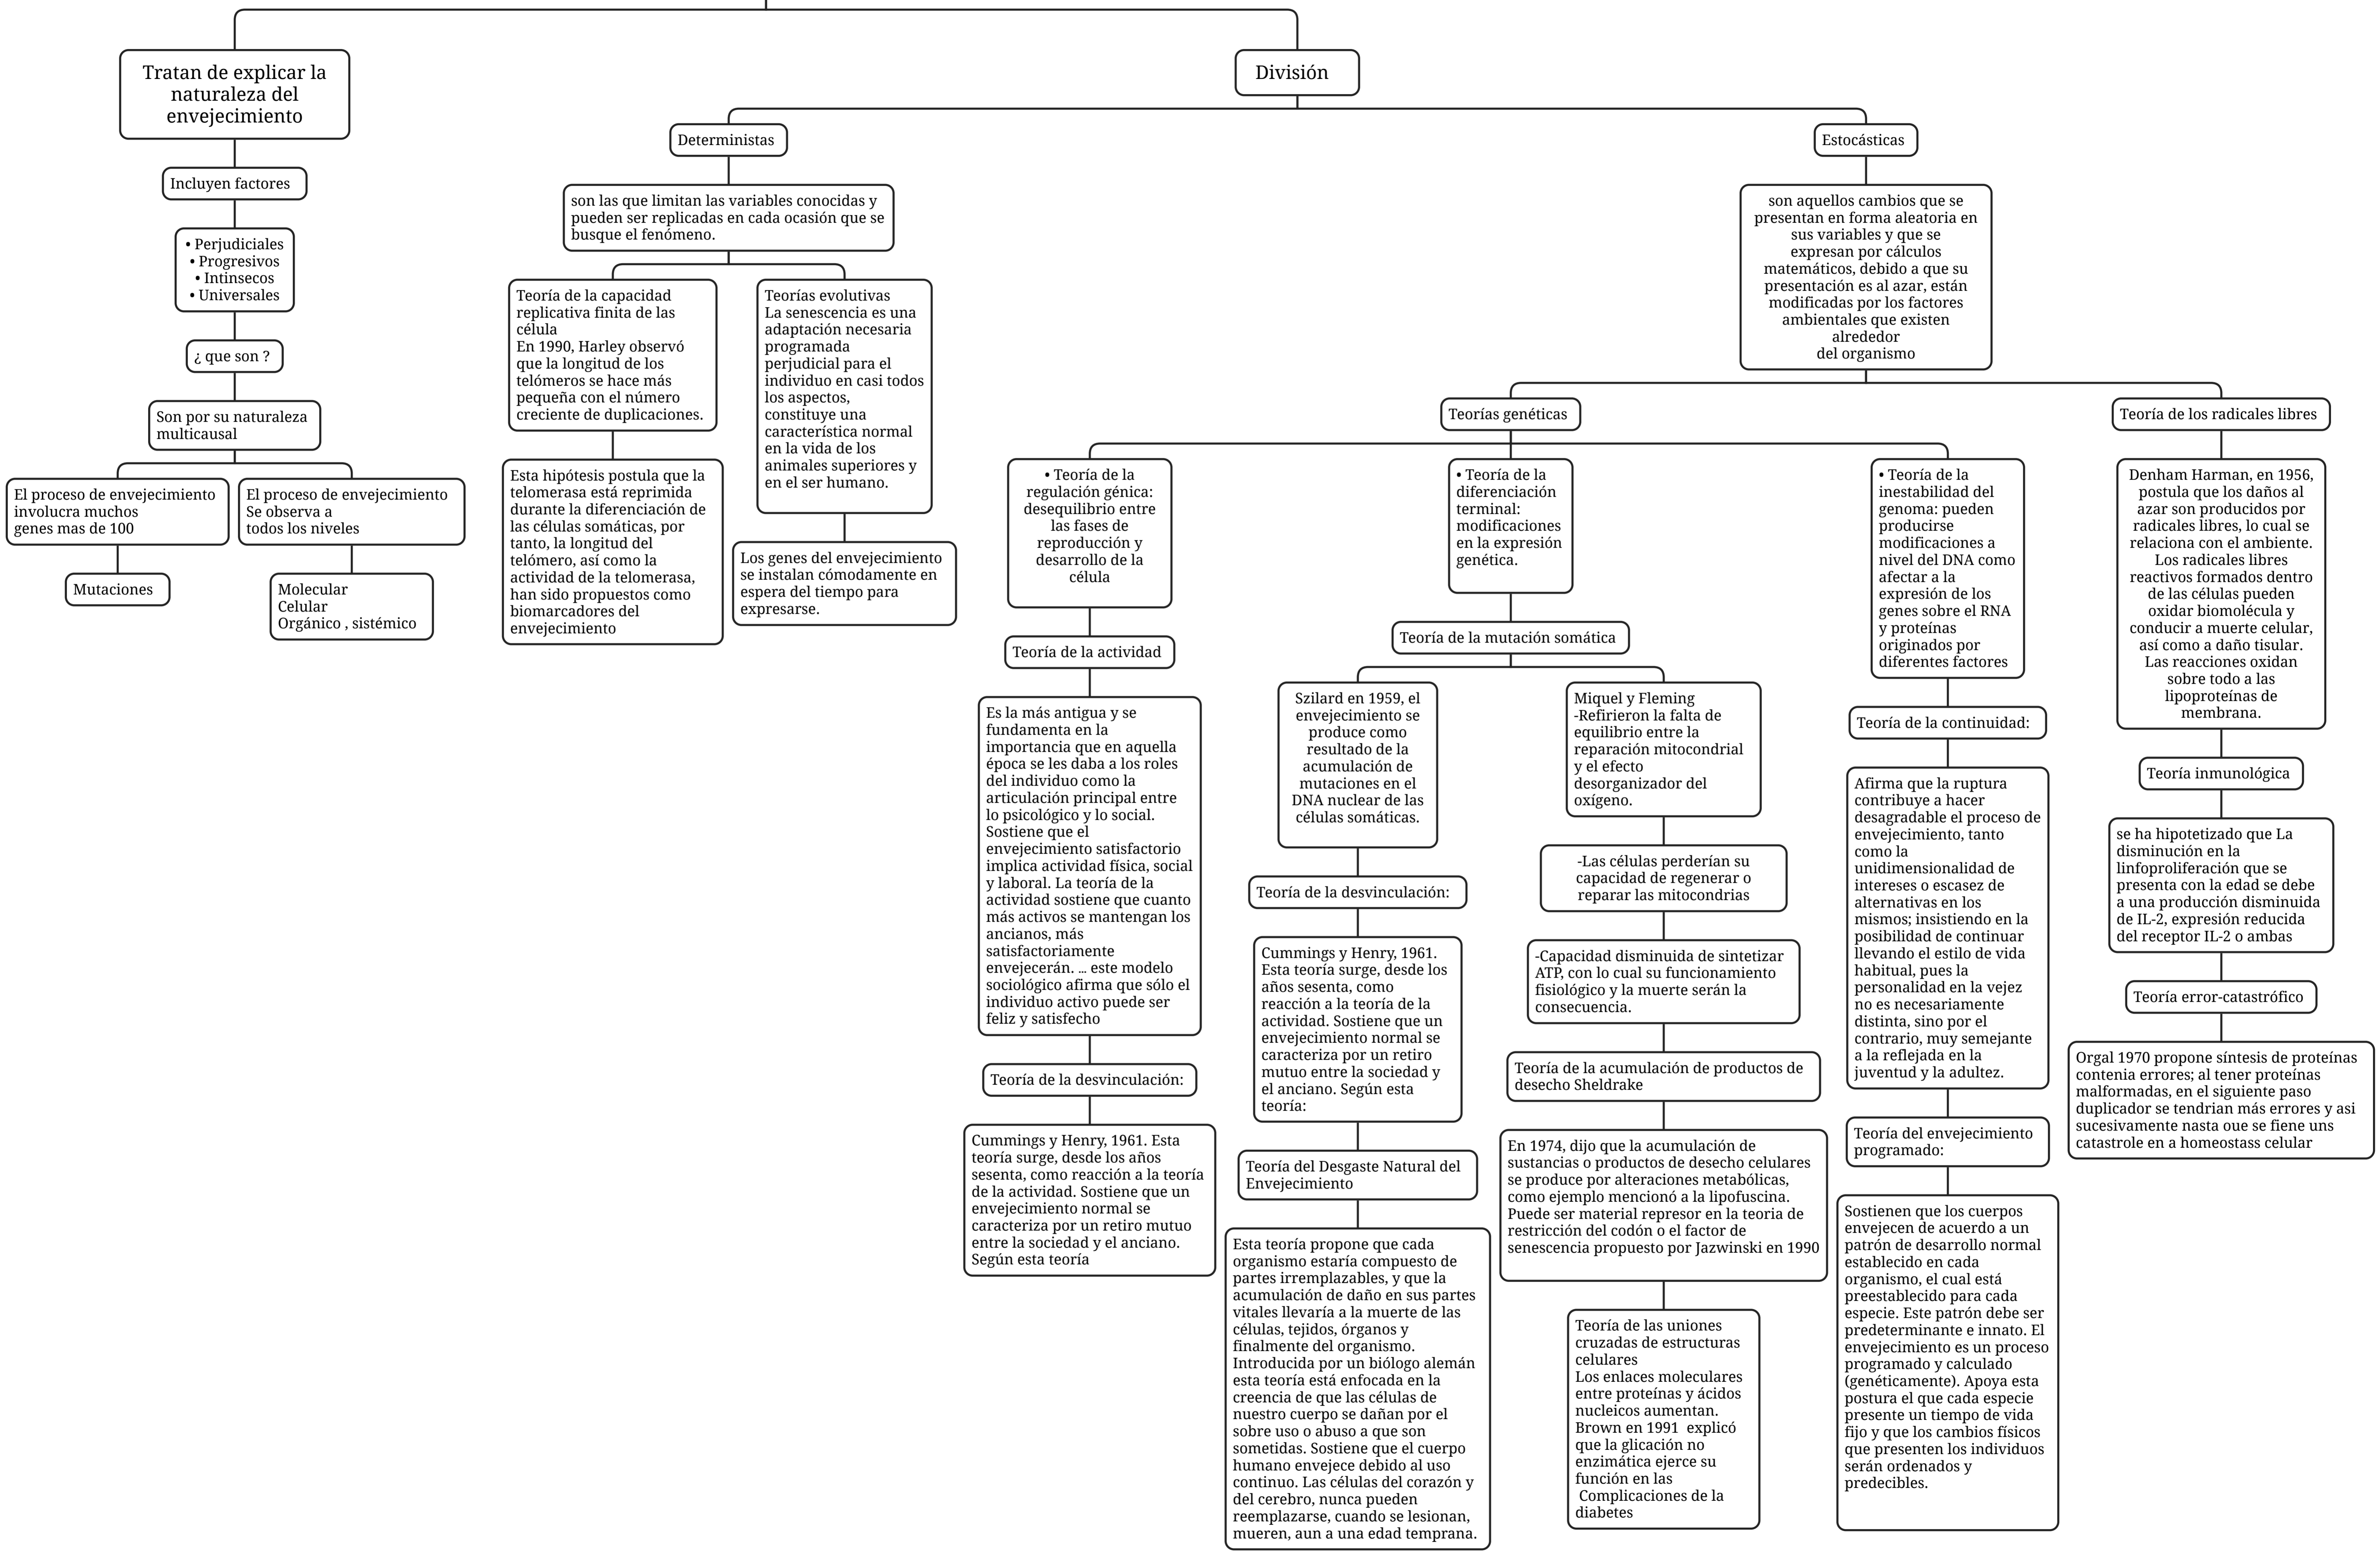 Tratan de explicar la
naturaleza del
envejecimiento
Incluyen factores
• Perjudiciales
• Progresivos
• Intinsecos
• Universales
¿ que son ?
Son por su naturaleza
multicausal
El proceso de envejecimiento
involucra muchos
genes mas de 100
Mutaciones
El proceso de envejecimiento
Se observa a
todos los niveles
Molecular
Celular
Orgánico , sistémico
División
Deterministas
son las que limitan las variables conocidas y
pueden ser replicadas en cada ocasión que se
busque el fenómeno.
Teoría de la capacidad
replicativa finita de las
célula
En 1990, Harley observó
que la longitud de los
telómeros se hace más
pequeña con el número
creciente de duplicaciones.
Esta hipótesis postula que la
telomerasa está reprimida
durante la diferenciación de
las células somáticas, por
tanto, la longitud del
telómero, así como la
actividad de la telomerasa,
han sido propuestos como
biomarcadores del
envejecimiento
Teorías evolutivas
La senescencia es una
adaptación necesaria
programada
perjudicial para el
individuo en casi todos
los aspectos,
constituye una
característica normal
en la vida de los
animales superiores y
en el ser humano.
Los genes del envejecimiento
se instalan cómodamente en
espera del tiempo para
expresarse.
Estocásticas
son aquellos cambios que se
presentan en forma aleatoria en
sus variables y que se
expresan por cálculos
matemáticos, debido a que su
presentación es al azar, están
modificadas por los factores
ambientales que existen
alrededor
del organismo
Teorías genéticas
• Teoría de la
regulación génica:
desequilibrio entre
las fases de
reproducción y
desarrollo de la
célula
Teoría de la actividad
Es la más antigua y se
fundamenta en la
importancia que en aquella
época se les daba a los roles
del individuo como la
articulación principal entre
lo psicológico y lo social.
Sostiene que el
envejecimiento satisfactorio
implica actividad física, social
y laboral. La teoría de la
actividad sostiene que cuanto
más activos se mantengan los
ancianos, más
satisfactoriamente
envejecerán. ... este modelo
sociológico afirma que sólo el
individuo activo puede ser
feliz y satisfecho
Teoría de la desvinculación:
Cummings y Henry, 1961. Esta
teoría surge, desde los años
sesenta, como reacción a la teoría
de la actividad. Sostiene que un
envejecimiento normal se
caracteriza por un retiro mutuo
entre la sociedad y el anciano.
Según esta teoría
• Teoría de la
diferenciación
terminal:
modificaciones
en la expresión
genética.
Teoría de la mutación somática
Szilard en 1959, el
envejecimiento se
produce como
resultado de la
acumulación de
mutaciones en el
DNA nuclear de las
células somáticas.
Teoría de la desvinculación:
Cummings y Henry, 1961.
Esta teoría surge, desde los
años sesenta, como
reacción a la teoría de la
actividad. Sostiene que un
envejecimiento normal se
caracteriza por un retiro
mutuo entre la sociedad y
el anciano. Según esta
teoría:
Teoría del Desgaste Natural del
Envejecimiento
Esta teoría propone que cada
organismo estaría compuesto de
partes irremplazables, y que la
acumulación de daño en sus partes
vitales llevaría a la muerte de las
células, tejidos, órganos y
finalmente del organismo.
Introducida por un biólogo alemán
esta teoría está enfocada en la
creencia de que las células de
nuestro cuerpo se dañan por el
sobre uso o abuso a que son
sometidas. Sostiene que el cuerpo
humano envejece debido al uso
continuo. Las células del corazón y
del cerebro, nunca pueden
reemplazarse, cuando se lesionan,
mueren, aun a una edad temprana.
Miquel y Fleming
-Refirieron la falta de
equilibrio entre la
reparación mitocondrial
y el efecto
desorganizador del
oxígeno.
-Las células perderían su
capacidad de regenerar o
reparar las mitocondrias
-Capacidad disminuida de sintetizar
ATP, con lo cual su funcionamiento
fisiológico y la muerte serán la
consecuencia.
Teoría de la acumulación de productos de
desecho Sheldrake
En 1974, dijo que la acumulación de
sustancias o productos de desecho celulares
se produce por alteraciones metabólicas,
como ejemplo mencionó a la lipofuscina.
Puede ser material represor en la teoria de
restricción del codón o el factor de
senescencia propuesto por Jazwinski en 1990
Teoría de las uniones
cruzadas de estructuras
celulares
Los enlaces moleculares
entre proteínas y ácidos
nucleicos aumentan.
Brown en 1991  explicó
que la glicación no
enzimática ejerce su
función en las
Complicaciones de la
diabetes
• Teoría de la
inestabilidad del
genoma: pueden
producirse
modificaciones a
nivel del DNA como
afectar a la
expresión de los
genes sobre el RNA
y proteínas
originados por
diferentes factores
Teoría de la continuidad:
Afirma que la ruptura
contribuye a hacer
desagradable el proceso de
envejecimiento, tanto
como la
unidimensionalidad de
intereses o escasez de
alternativas en los
mismos; insistiendo en la
posibilidad de continuar
llevando el estilo de vida
habitual, pues la
personalidad en la vejez
no es necesariamente
distinta, sino por el
contrario, muy semejante
a la reflejada en la
juventud y la adultez.
Teoría del envejecimiento
programado:
Sostienen que los cuerpos
envejecen de acuerdo a un
patrón de desarrollo normal
establecido en cada
organismo, el cual está
preestablecido para cada
especie. Este patrón debe ser
predeterminante e innato. El
envejecimiento es un proceso
programado y calculado
(genéticamente). Apoya esta
postura el que cada especie
presente un tiempo de vida
fijo y que los cambios físicos
que presenten los individuos
serán ordenados y
predecibles.
Teoría de los radicales libres
Denham Harman, en 1956,
postula que los daños al
azar son producidos por
radicales libres, lo cual se
relaciona con el ambiente.
Los radicales libres
reactivos formados dentro
de las células pueden
oxidar biomolécula y
conducir a muerte celular,
así como a daño tisular.
Las reacciones oxidan
sobre todo a las
lipoproteínas de
membrana.
Teoría inmunológica
se ha hipotetizado que La
disminución en la
linfoproliferación que se
presenta con la edad se debe
a una producción disminuida
de IL-2, expresión reducida
del receptor IL-2 o ambas
Teoría error-catastrófico
Orgal 1970 propone síntesis de proteínas
contenia errores; al tener proteínas
malformadas, en el siguiente paso
duplicador se tendrian más errores y asi
sucesivamente nasta oue se fiene uns
catastrole en a homeostass celular